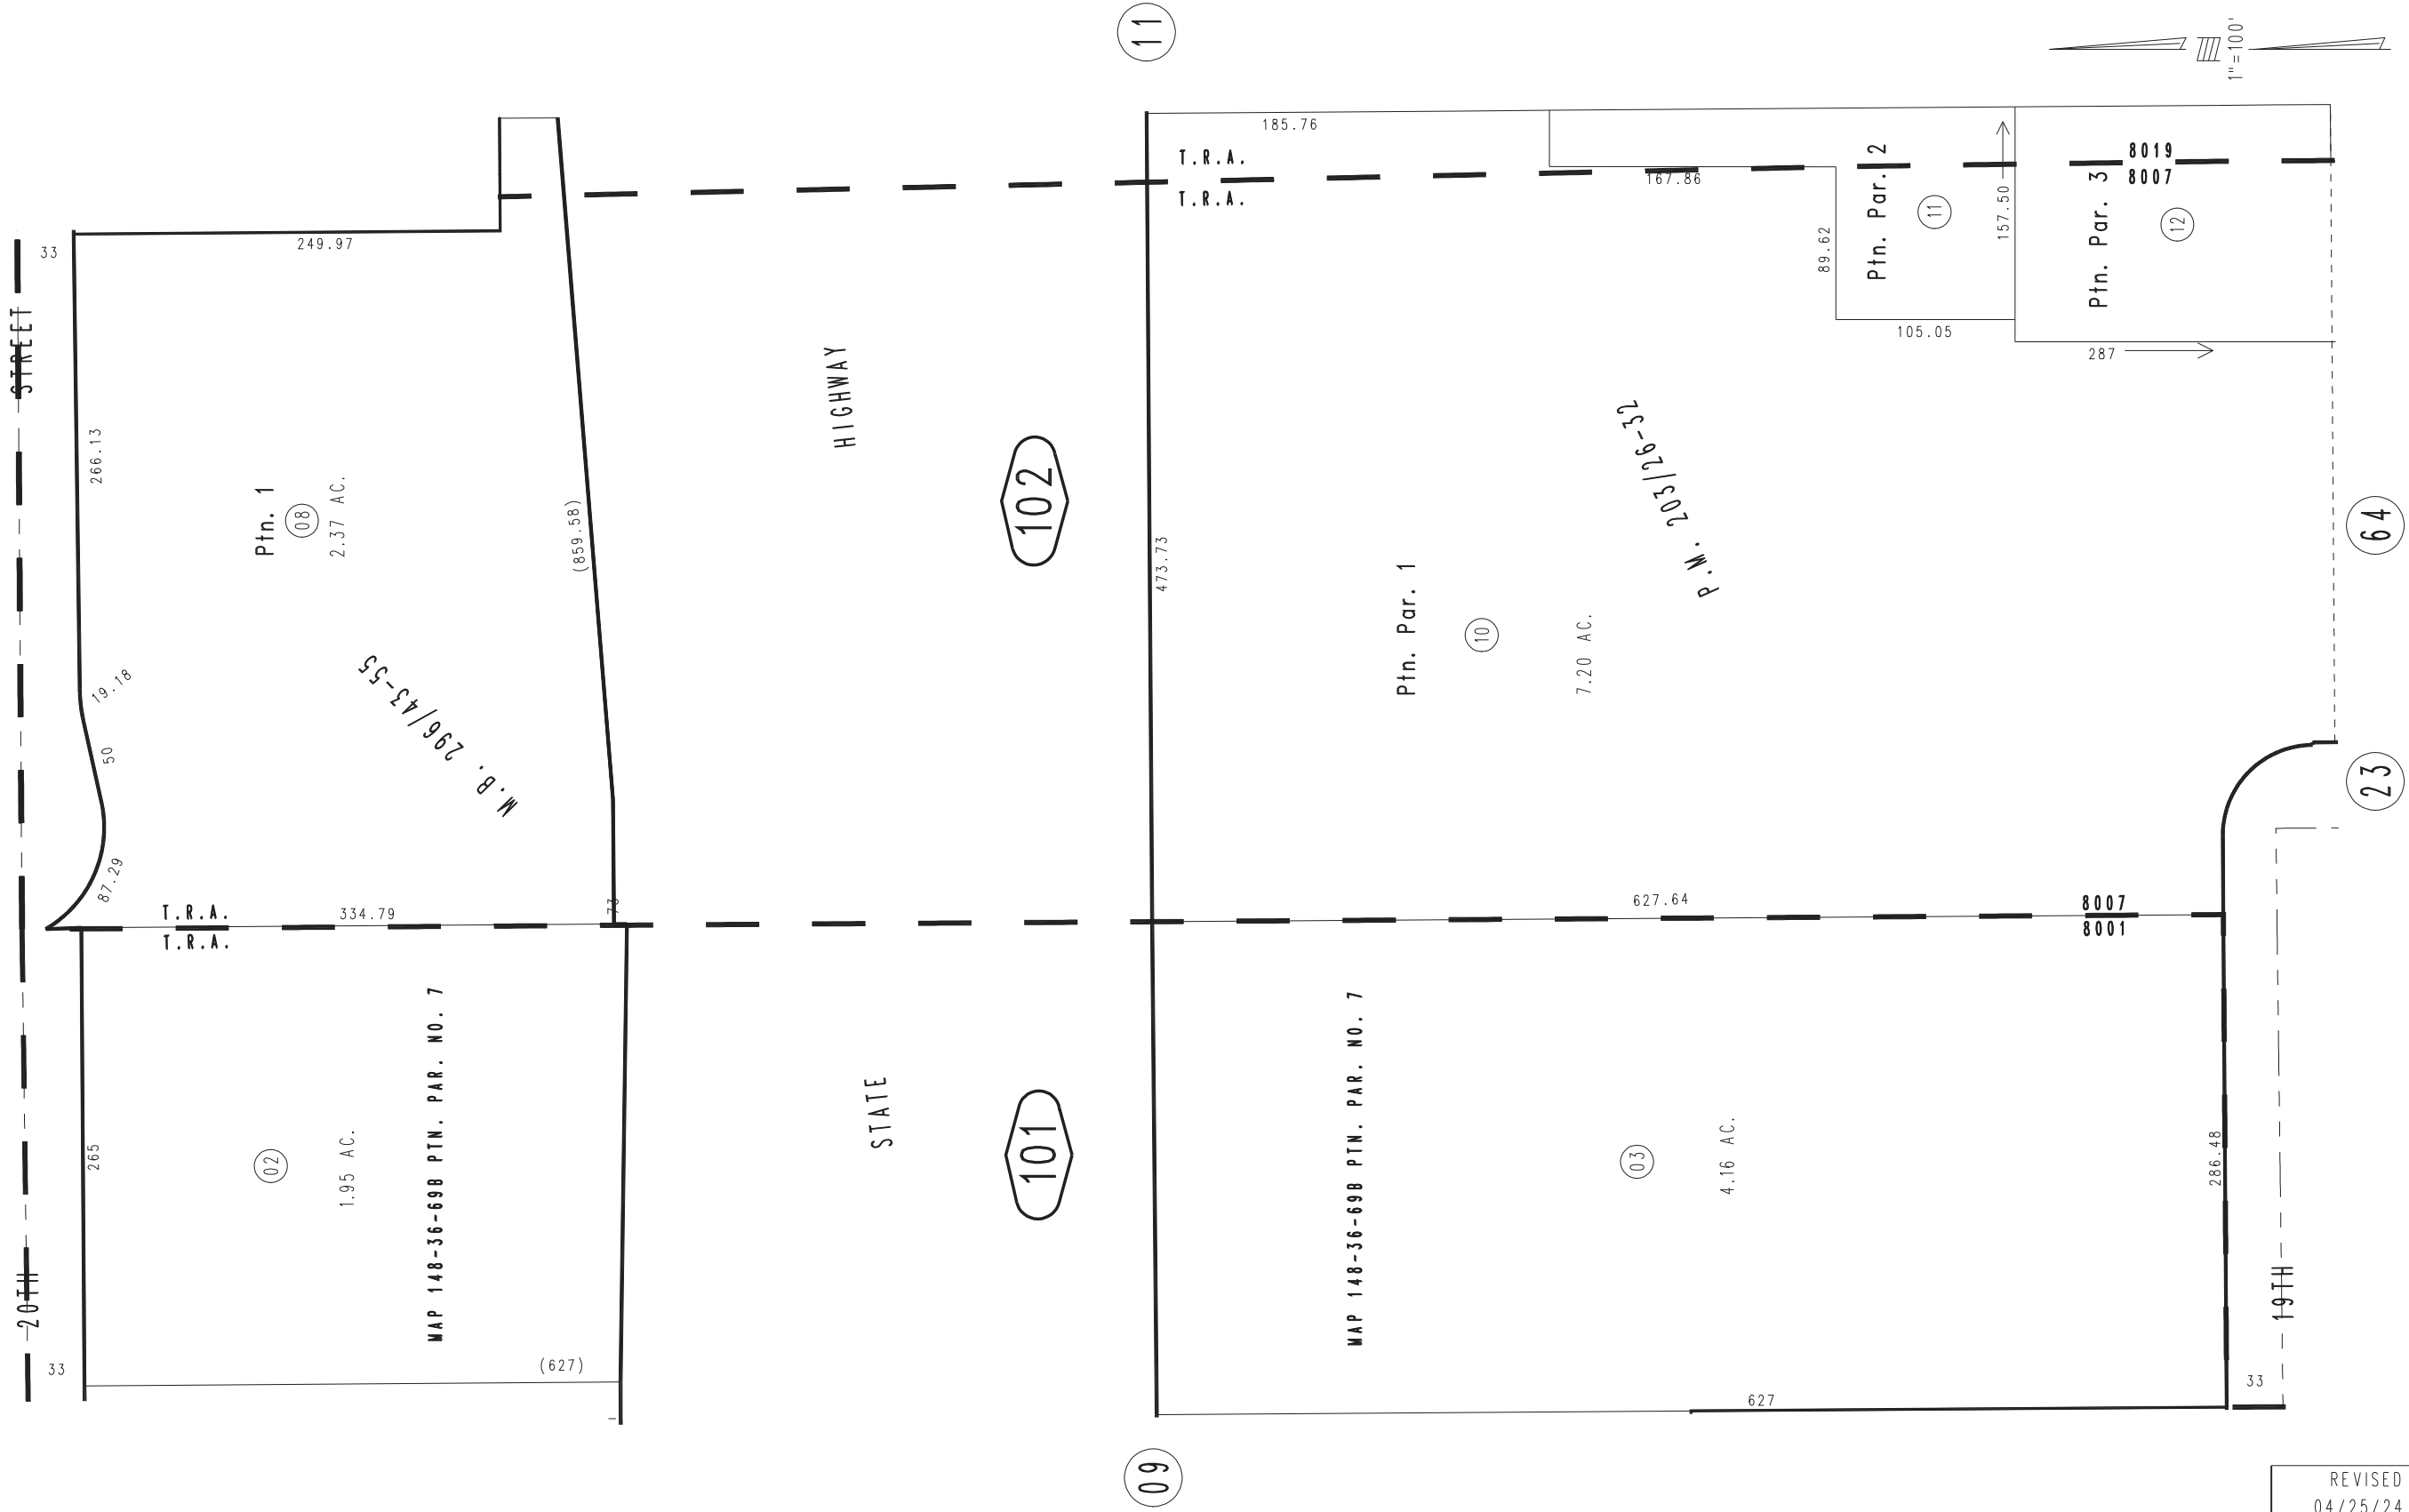 11
1"=100'
STREET
33
249.97
266.13
Ptn. 1
08
2.37 AC.
19.18
50
87.29
M.B. 296/43-55
(859.58)
HIGHWAY
102
T.R.A.
T.R.A.
185.76
167.86
89.62
Ptn. Par. 2
11
105.05
157.50
8019
8007
Ptn. Par. 3
12
287
473.73
P.M. 203/26-32
Ptn. Par. 1
10
7.20 AC.
64
23
T.R.A.
T.R.A.
334.79
73
627.64
8007
8001
20TH
33
265
02
1.95 AC.
MAP 148-36-69B PTN. PAR. NO. 7
(627)
STATE
101
MAP 148-36-69B PTN. PAR. NO. 7
03
4.16 AC.
286.48
19TH
33
627
09
REVISED
04/25/24